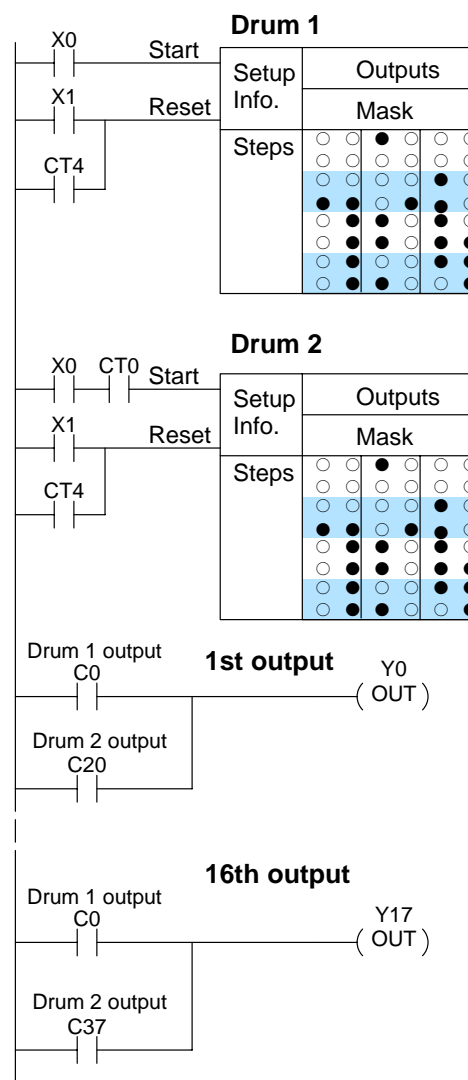 Drum 1
X0
Start
Setup Info.
Outputs
X1
Reset
Mask
Steps
CT4
Drum 2
X0 CT0
Start
Setup Info.
Outputs
X1
Reset
Mask
Steps
CT4
Drum 1 output
C0
1st output
Y0
OUT
Drum 2 output
C20
16th output
Drum 1 output
C0
Y17
OUT
Drum 2 output
C37